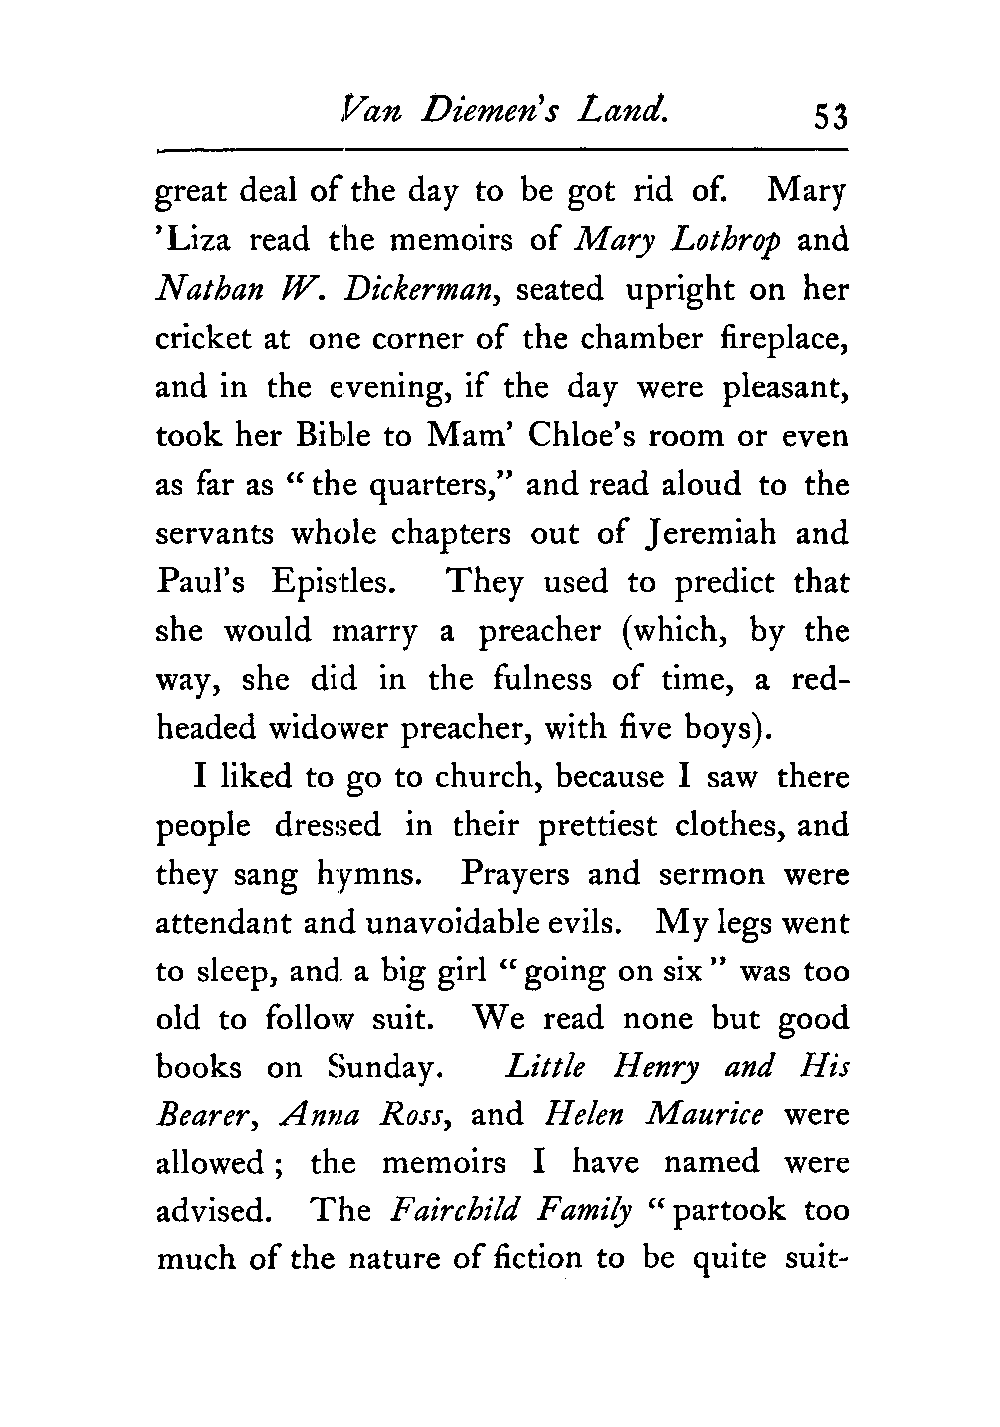 Van Diemen's Land. 53
great deal of the day to be got rid of. Mary
'Liza read the memoirs of Mary Lothrop and
Nathan W. Dickerman, seated upright on her
cricket at one corner of the chamber fireplace,
and in the evening, if the day were pleasant,
took her Bible to Mam' Chloe's room or even
as far as "the quarters," and read aloud to the
servants whole chapters out of Jeremiah and
Paul's Epistles. They used to predict that
she would marry a preacher (which, by the
way, she did in the fulness of time, a red-
headed widower preacher, with five boys).
I liked to go to church, because I saw there
people dressed in their prettiest clothes, and
they sang hymns. Prayers and sermon were
attendant and unavoidable evils. My legs went
to sleep, and a big girl "going on six" was too
old to follow suit. We read none but good
books on Sunday. Little Henry and His
Bearer, Anna Ross, and Helen Maurice were
allowed; the memoirs I have named were
advised. The Fairchild Family "partook too
much of the nature of fiction to be quite suit-